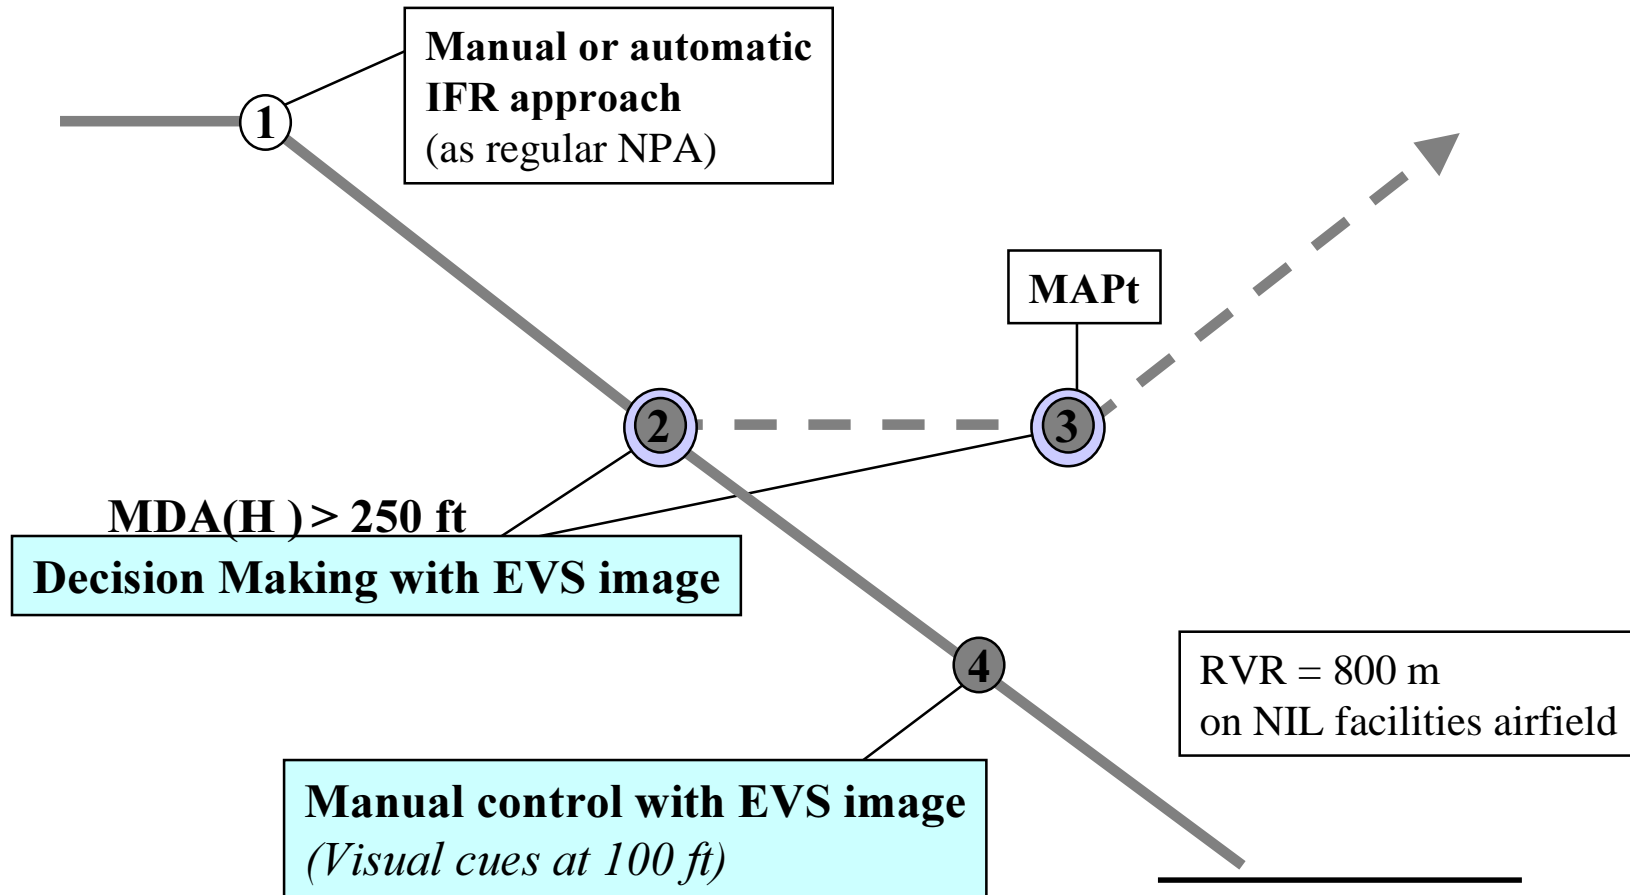 Manual or automatic
IFR approach
(as regular NPA)
1
MAPt
2
3
MDA(H ) > 250 ft
Decision Making with EVS image
4
RVR = 800 m
on NIL facilities airfield
Manual control with EVS image
(Visual cues at 100 ft)